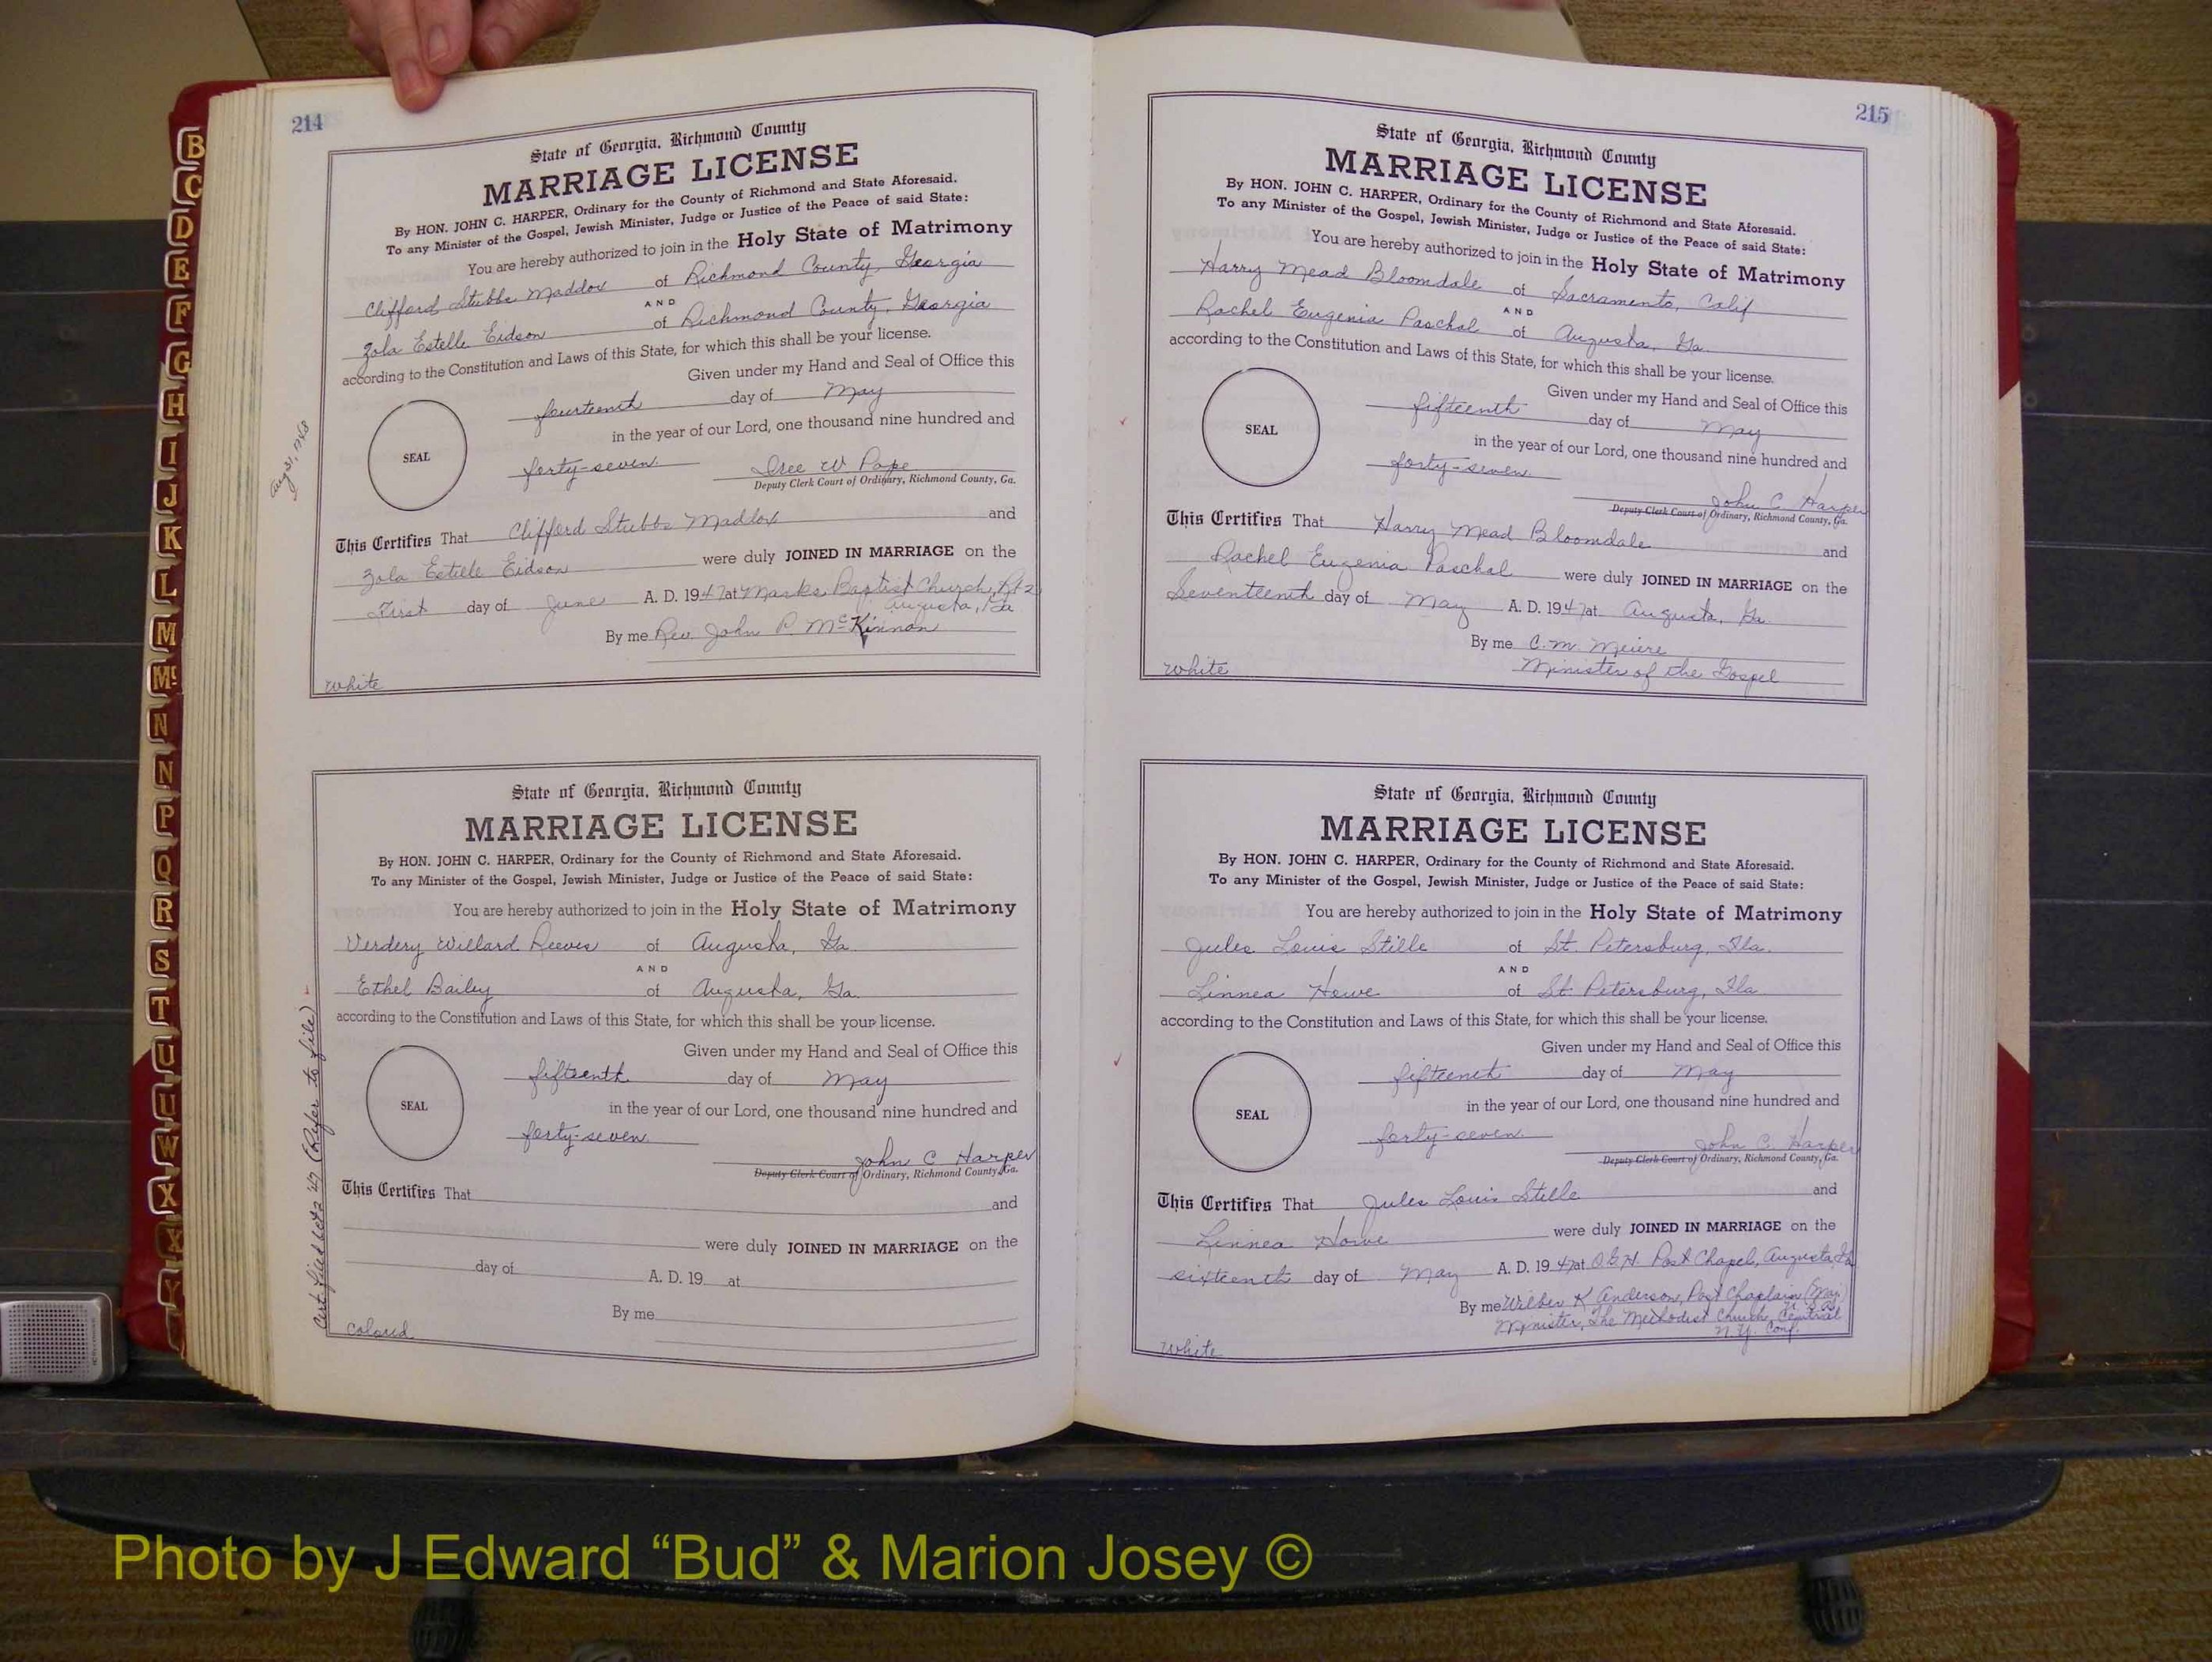 B
C
D
E
F
G
H
I
J
K
L
M
Mc
N
N
P
Q
R
S
T
U
U
W
X
X
Y
214
State of Georgia, Richmond County
MARRIAGE LICENSE
By HON. JOHN C. HARPER, Ordinary for the County of Richmond and State Aforesaid.
To any Minister of the Gospel, Jewish Minister, Judge or Justice of the Peace of said State:
You are hereby authorized to join in the Holy State of Matrimony
Clifford Stubbs Maddox of Richmond County, Georgia
AND
Zola Estelle Eidson of Richmond County, Georgia
according to the Constitution and Laws of this State, for which this shall be your license.
Given under my Hand and Seal of Office this
fourteenth day of May
in the year of our Lord, one thousand nine hundred and
SEAL
forty-seven W Pope
Deputy Clerk Court of Ordinary, Richmond County, Ga.
This Certifies That Clifford Stubbs Maddox and
Zola Estelle Eidson were duly JOINED IN MARRIAGE on the
First day of June A. D. 1947 at Marks Baptist Church, Rt 2
Augusta, Ga
By me Rev John P. McKinnon
White
State of Georgia, Richmond County
MARRIAGE LICENSE
By HON. JOHN C. HARPER, Ordinary for the County of Richmond and State Aforesaid.
To any Minister of the Gospel, Jewish Minister, Judge or Justice of the Peace of said State:
You are hereby authorized to join in the Holy State of Matrimony
Verdery Willard Reeves of Augusta, Ga.
AND
Ethel Bailey of Augusta, Ga.
according to the Constitution and Laws of this State, for which this shall be your license.
Given under my Hand and Seal of Office this
fifteenth day of May
in the year of our Lord, one thousand nine hundred and
SEAL
forty-seven John C Harper
Deputy Clerk Court of Ordinary, Richmond County, Ga.
This Certifies That and
were duly JOINED IN MARRIAGE on the
day of A. D. 19 at
By me
Colored
(Refer to file)
215
State of Georgia, Richmond County
MARRIAGE LICENSE
By HON. JOHN C. HARPER, Ordinary for the County of Richmond and State Aforesaid.
To any Minister of the Gospel, Jewish Minister, Judge or Justice of the Peace of said State:
You are hereby authorized to join in the Holy State of Matrimony
Harry Mead Bloomdale of Sacramento, Calif
AND
Rachel Eugenia Paschal of Augusta, Ga.
according to the Constitution and Laws of this State, for which this shall be your license.
Given under my Hand and Seal of Office this
fifteenth day of May
in the year of our Lord, one thousand nine hundred and
SEAL
forty-seven John C. Harper
Deputy Clerk Court of Ordinary, Richmond County, Ga.
This Certifies That Harry Mead Bloomdale and
Rachel Eugenia Paschal were duly JOINED IN MARRIAGE on the
Seventeenth day of May A. D. 1947 at Augusta, Ga.
By me C. M. Meiere
Minister of the Gospel
White
State of Georgia, Richmond County
MARRIAGE LICENSE
By HON. JOHN C. HARPER, Ordinary for the County of Richmond and State Aforesaid.
To any Minister of the Gospel, Jewish Minister, Judge or Justice of the Peace of said State:
You are hereby authorized to join in the Holy State of Matrimony
Jules Louis Stille of St. Petersburg, Fla.
AND
Linnea Howe of St. Petersburg, Fla
according to the Constitution and Laws of this State, for which this shall be your license.
Given under my Hand and Seal of Office this
fifteenth day of May
in the year of our Lord, one thousand nine hundred and
SEAL
forty-seven John C. Harper
Deputy Clerk Court of Ordinary, Richmond County, Ga.
This Certifies That Jules Louis Stille and
Linnea Howe were duly JOINED IN MARRIAGE on the
sixteenth day of May A. D. 1947 at O.G.H. Post Chapel, Augusta, Ga
By me Wilber K Anderson, Post Chaplain (Maj.)
Minister, The Methodist Church, Central
N. Y. Conf.
White
Photo by J Edward “Bud” & Marion Josey ©